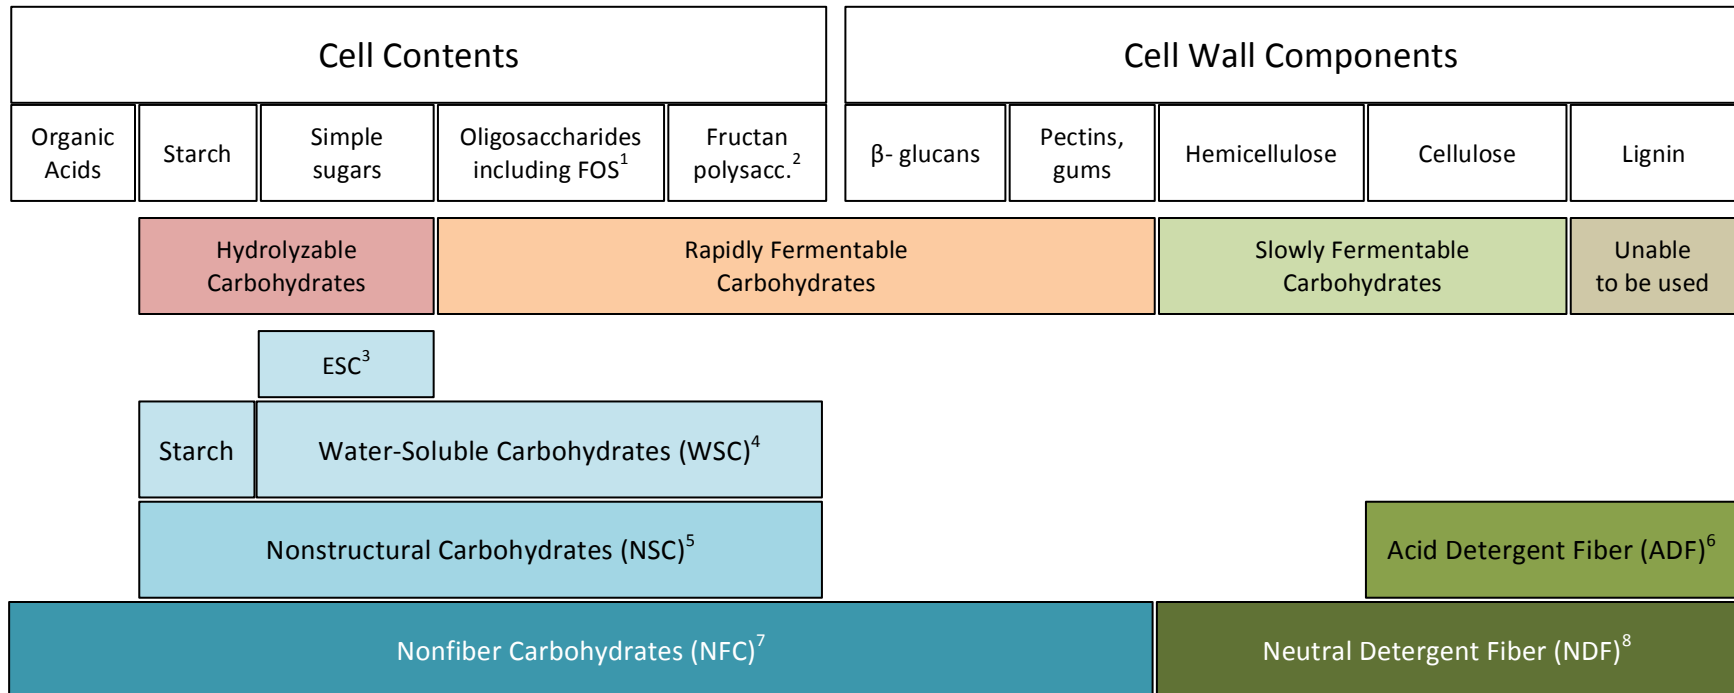 Cell Contents
Cell Wall Components
Organic
Acids
Starch
Simple
sugars
Oligosaccharides
including FOS¹
Fructan
polysacc.²
β- glucans
Pectins,
gums
Hemicellulose
Cellulose
Lignin
Hydrolyzable
Carbohydrates
Rapidly Fermentable
Carbohydrates
Slowly Fermentable
Carbohydrates
Unable
to be used
ESC³
Starch
Water-Soluble Carbohydrates (WSC)⁴
Nonstructural Carbohydrates (NSC)⁵
Acid Detergent Fiber (ADF)⁶
Nonfiber Carbohydrates (NFC)⁷
Neutral Detergent Fiber (NDF)⁸